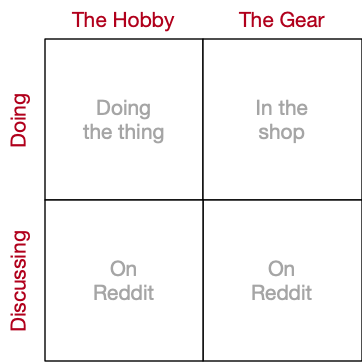 The Hobby
The Gear
Doing
Doing
the thing
In the
shop
Discussing
On
Reddit
On
Reddit